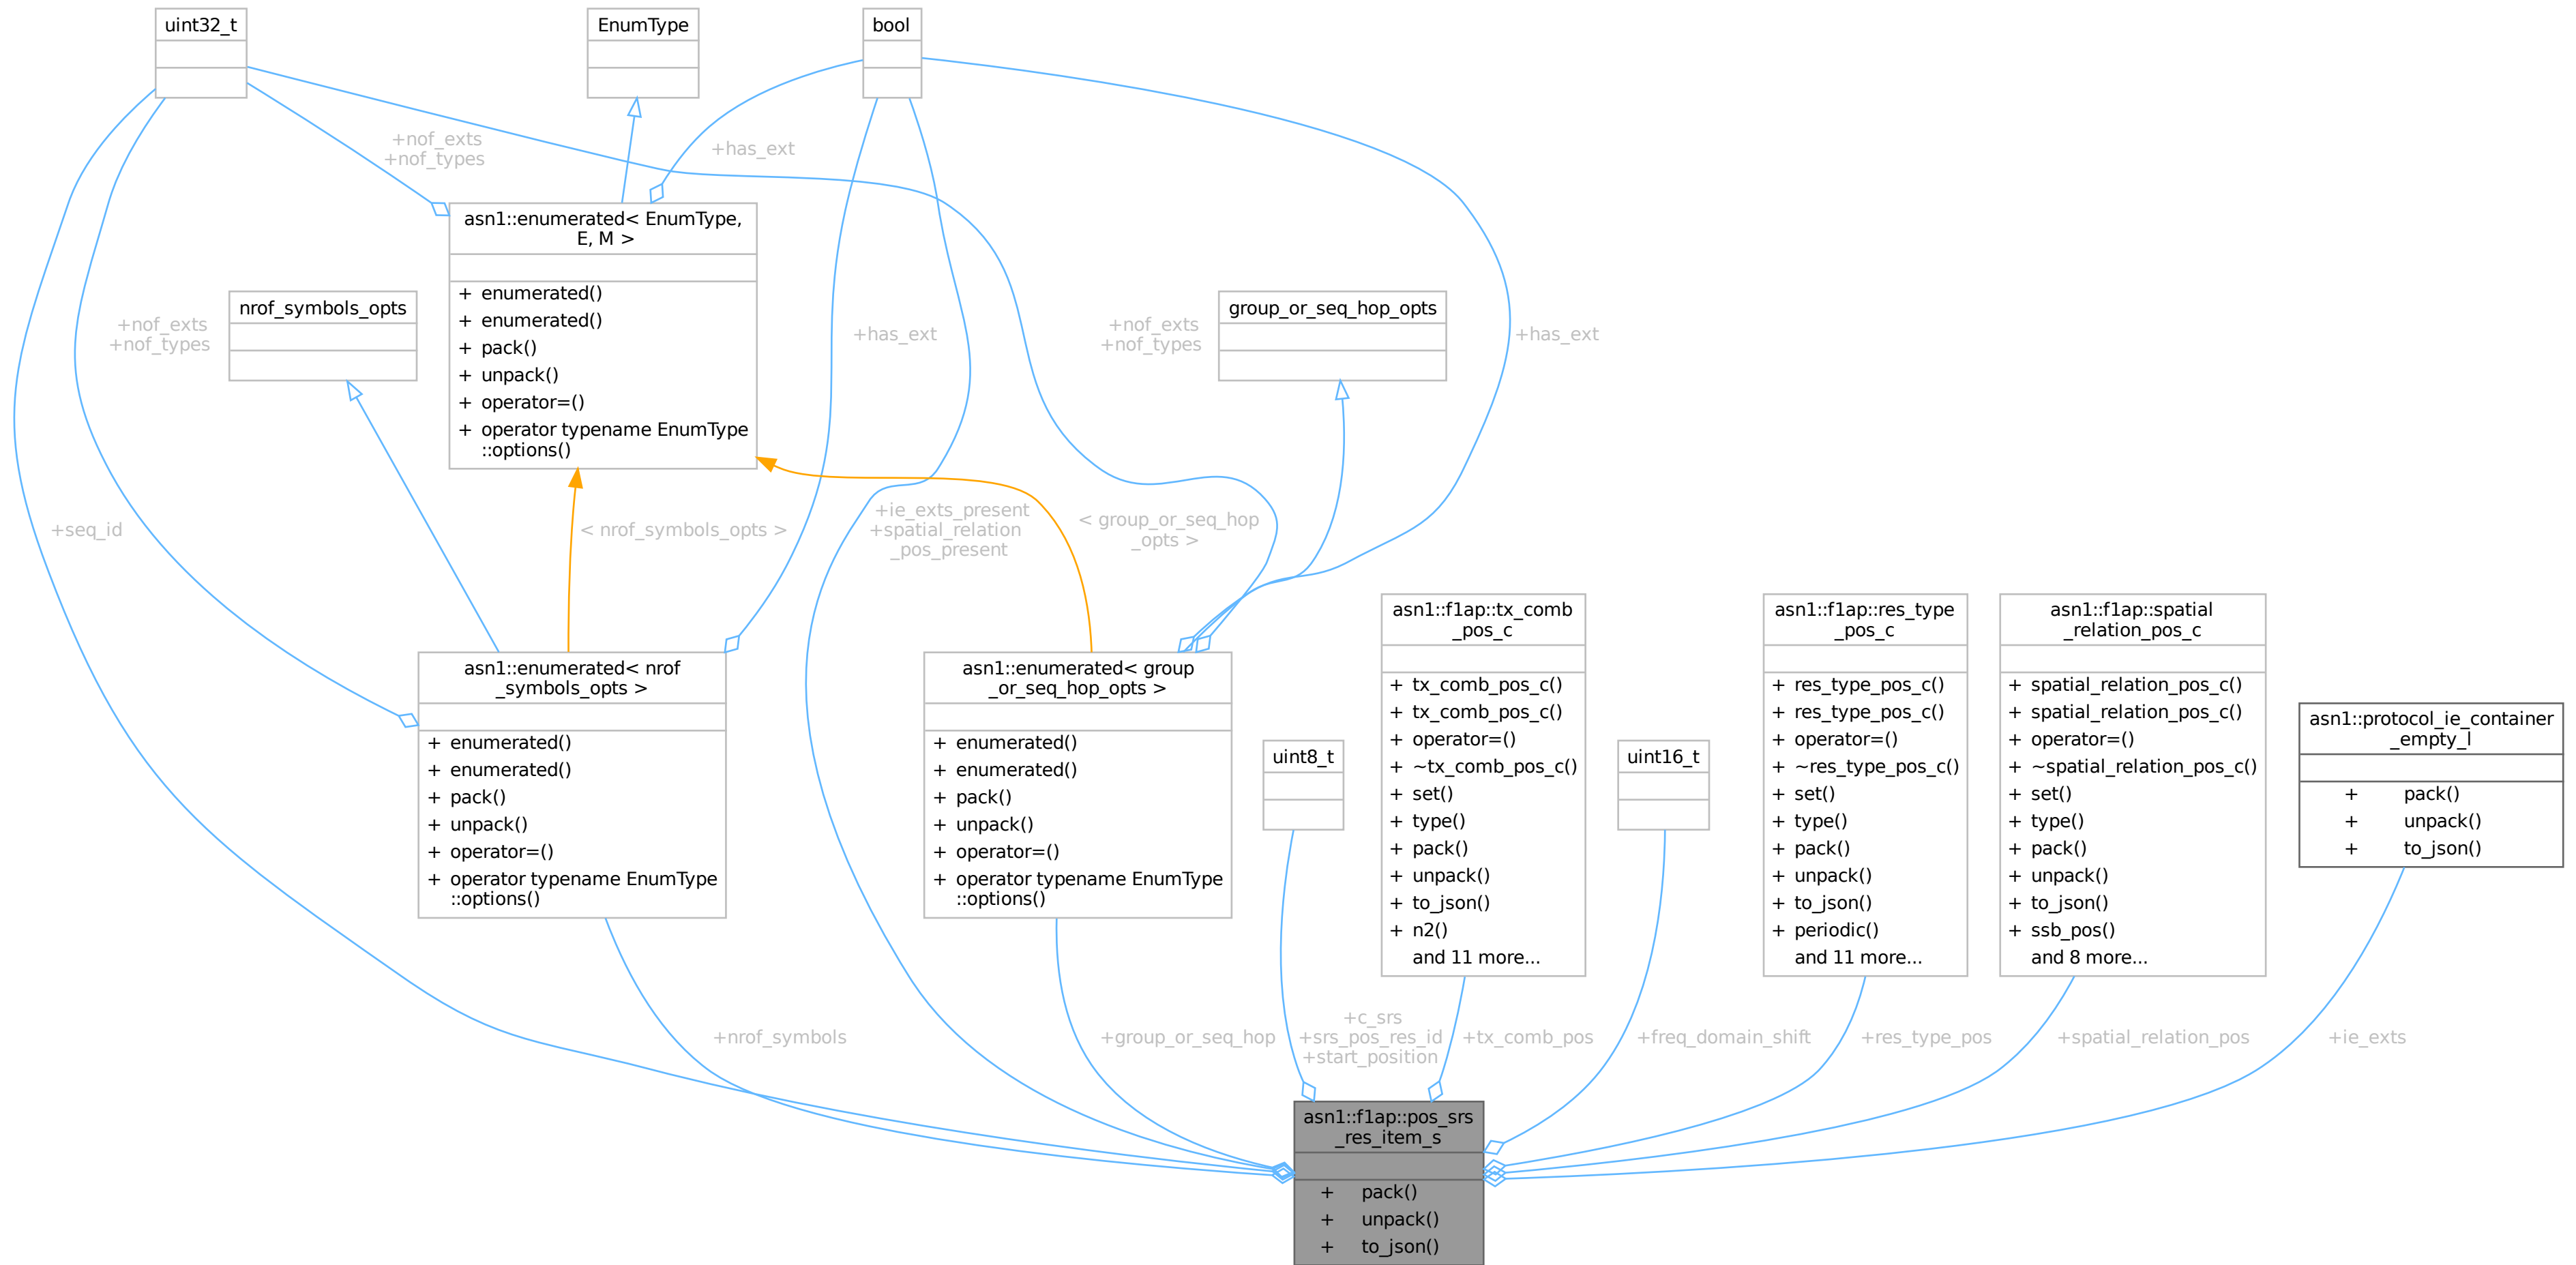 uint32_t
EnumType
bool
+nof_exts
+nof_types
+has_ext
asn1::enumerated< EnumType,
E, M >
+ enumerated()
+ enumerated()
+ pack()
+ unpack()
+ operator=()
+ operator typename EnumType
::options()
nrof_symbols_opts
group_or_seq_hop_opts
+nof_exts
+nof_types
+has_ext
+nof_exts
+nof_types
+has_ext
+seq_id
< nrof_symbols_opts >
+ie_exts_present
+spatial_relation
_pos_present
< group_or_seq_hop
_opts >
asn1::enumerated< nrof
_symbols_opts >
+ enumerated()
+ enumerated()
+ pack()
+ unpack()
+ operator=()
+ operator typename EnumType
::options()
asn1::enumerated< group
_or_seq_hop_opts >
+ enumerated()
+ enumerated()
+ pack()
+ unpack()
+ operator=()
+ operator typename EnumType
::options()
uint8_t
asn1::f1ap::tx_comb
_pos_c
+ tx_comb_pos_c()
+ tx_comb_pos_c()
+ operator=()
+ ~tx_comb_pos_c()
+ set()
+ type()
+ pack()
+ unpack()
+ to_json()
+ n2()
and 11 more...
uint16_t
asn1::f1ap::res_type
_pos_c
+ res_type_pos_c()
+ res_type_pos_c()
+ operator=()
+ ~res_type_pos_c()
+ set()
+ type()
+ pack()
+ unpack()
+ to_json()
+ periodic()
and 11 more...
asn1::f1ap::spatial
_relation_pos_c
+ spatial_relation_pos_c()
+ spatial_relation_pos_c()
+ operator=()
+ ~spatial_relation_pos_c()
+ set()
+ type()
+ pack()
+ unpack()
+ to_json()
+ ssb_pos()
and 8 more...
asn1::protocol_ie_container
_empty_l
+ pack()
+ unpack()
+ to_json()
+nrof_symbols
+group_or_seq_hop
+c_srs
+srs_pos_res_id
+start_position
+tx_comb_pos
+freq_domain_shift
+res_type_pos
+spatial_relation_pos
+ie_exts
asn1::f1ap::pos_srs
_res_item_s
+ pack()
+ unpack()
+ to_json()